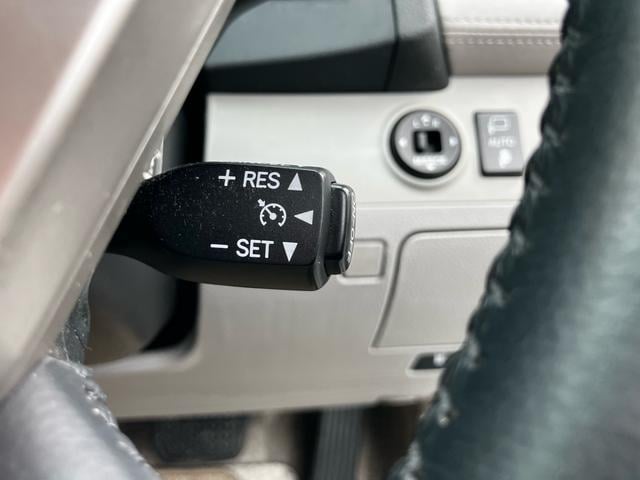 + RES ▲
◀
− SET ▼
L R
AUTO